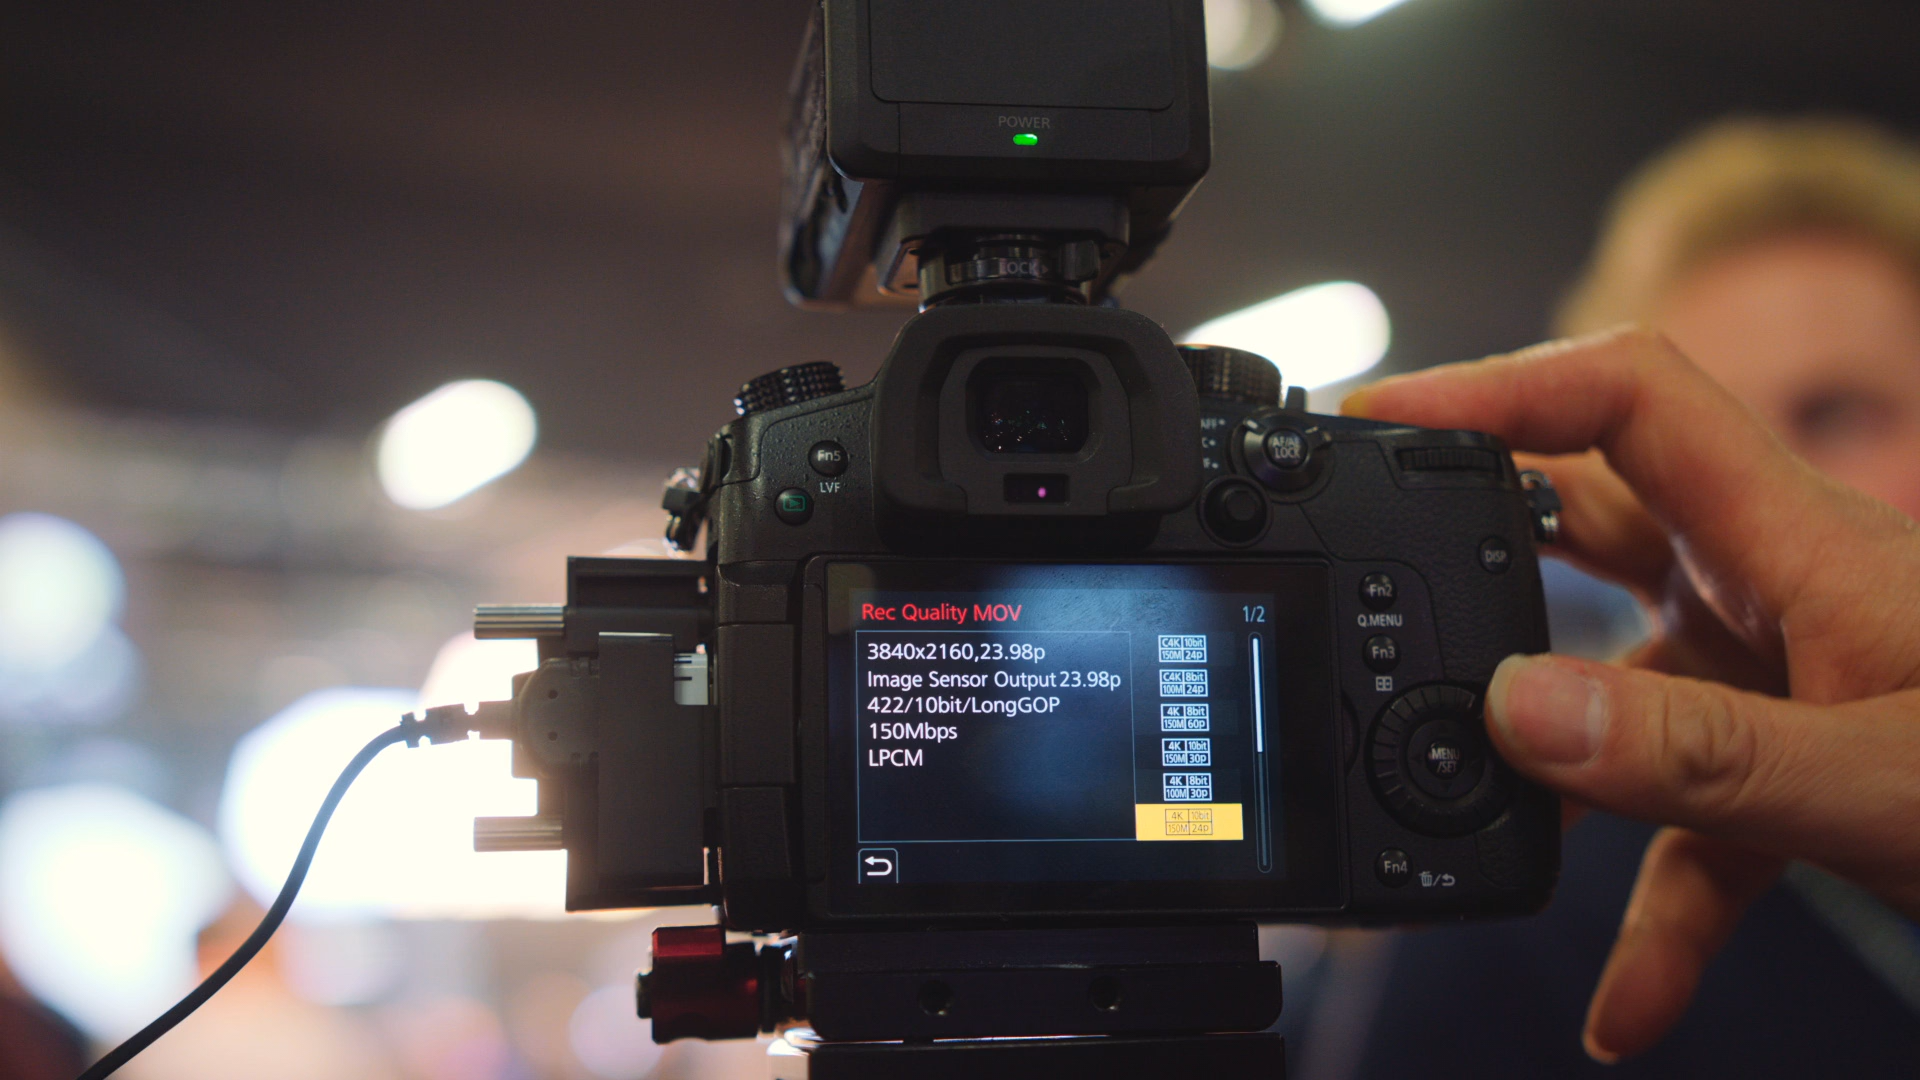 POWER
LOCK
AFF
AF/AE
LOCK
Fn5
LVF
DISP
Fn2
Q.MENU
Fn3
MENU
/SET
Fn4
Rec Quality MOV
1/2
3840x2160,23.98p
Image Sensor Output 23.98p
422/10bit/LongGOP
150Mbps
LPCM
C4K 10bit
150M 24p
C4K 8bit
100M 24p
4K 8bit
150M 60p
4K 10bit
150M 30p
4K 8bit
100M 30p
4K 10bit
150M 24p